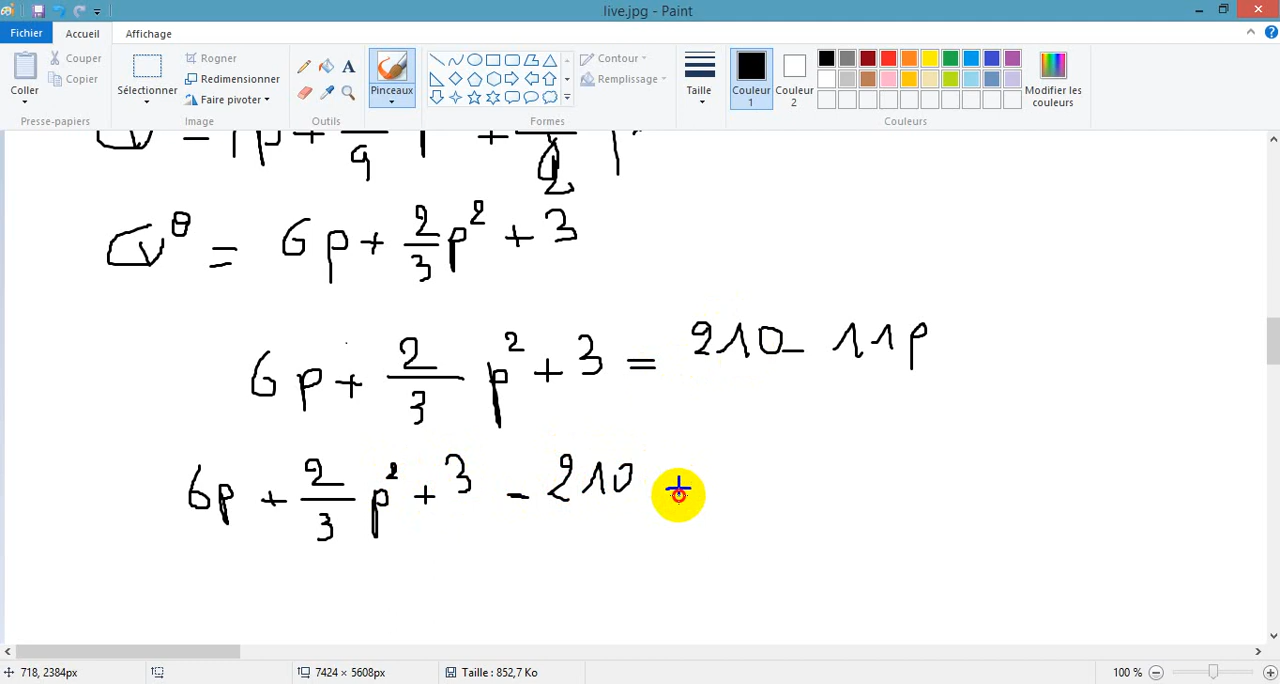 live.jpg - Paint
Fichier Accueil Affichage
Coller
Couper
Copier
Presse-papiers
Sélectionner
Rogner
Redimensionner
Faire pivoter
Image
A
Outils
Pinceaux
Contour
Remplissage
Formes
Taille
Couleur 1
Couleur 2
Modifier les couleurs
Couleurs
= 6p + 2/3 p² + 3
6p + 2/3 p² + 3 = 210 - 11p
6p + 2/3 p² + 3 - 210 +
718, 2384px
7424 × 5608px
Taille : 852,7 Ko
100 %